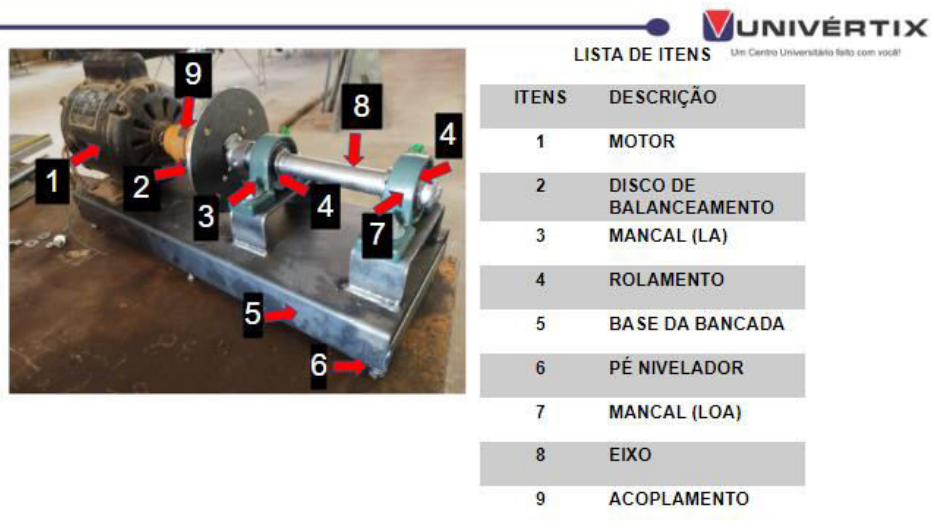 UNIVÉRTIX
Um Centro Universitário feito com você!
LISTA DE ITENS
9
8
4
1
2
3
4
7
5
6
ITENS DESCRIÇÃO
1 MOTOR
2 DISCO DE
BALANCEAMENTO
3 MANCAL (LA)
4 ROLAMENTO
5 BASE DA BANCADA
6 PÉ NIVELADOR
7 MANCAL (LOA)
8 EIXO
9 ACOPLAMENTO